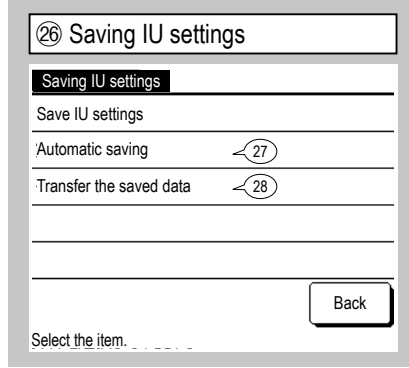 ㉖ Saving IU settings
Saving IU settings
Save IU settings
Automatic saving 27
Transfer the saved data 28
Back
Select the item.